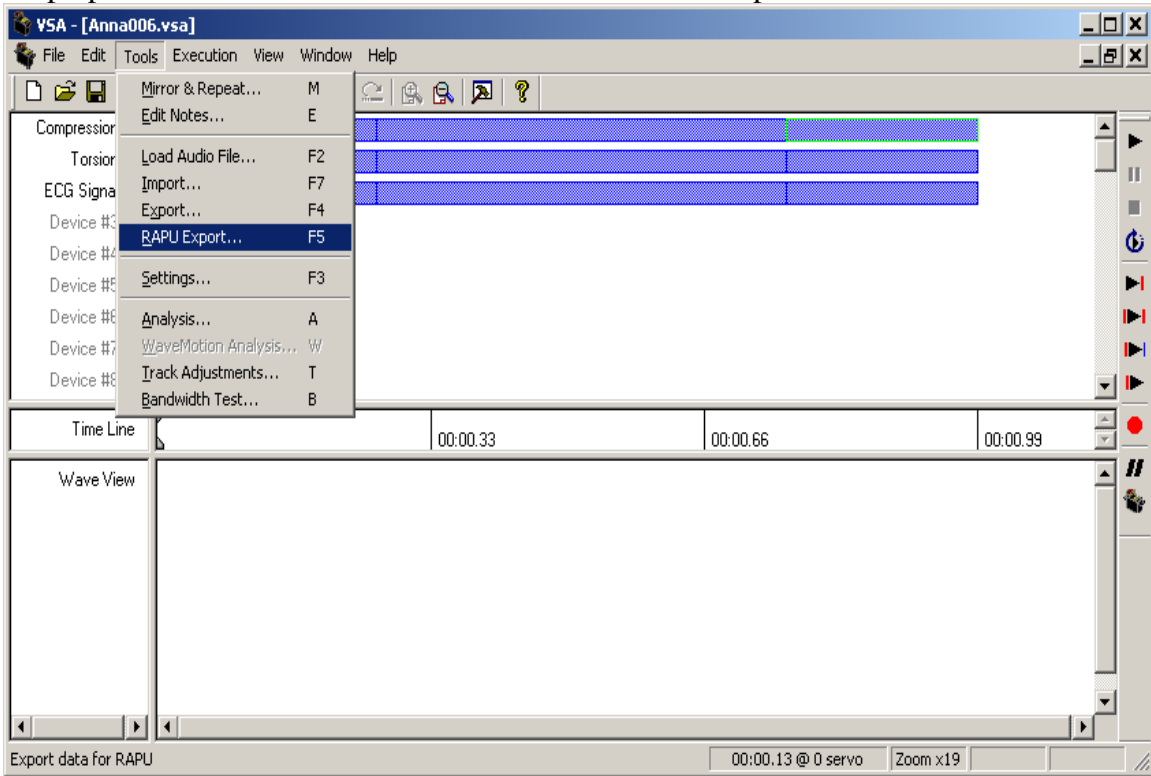 VSA - [Anna006.vsa]
File Edit Tools Execution View Window Help
Mirror & Repeat... M
Edit Notes... E
Load Audio File... F2
Import... F7
Export... F4
RAPU Export... F5
Settings... F3
Analysis... A
WaveMotion Analysis... W
Track Adjustments... T
Bandwidth Test... B
Compression
Torsion
ECG Signa
Device #3
Device #4
Device #5
Device #6
Device #7
Device #8
Time Line 00:00.33 00:00.66 00:00.99
Wave View
Export data for RAPU 00:00.13 @ 0 servo Zoom x19